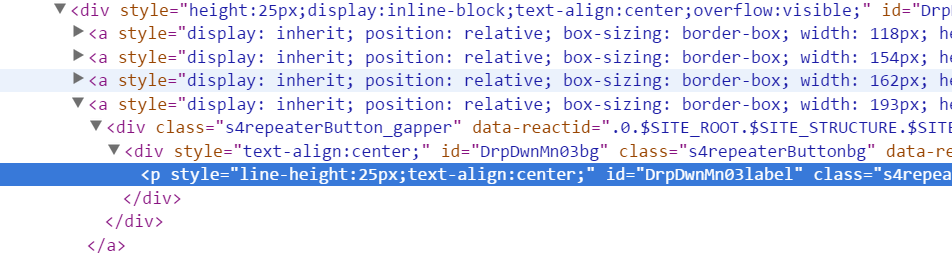 ▼<div style="height:25px;display:inline-block;text-align:center;overflow:visible;" id="Drp
▶<a style="display: inherit; position: relative; box-sizing: border-box; width: 118px; he
▶<a style="display: inherit; position: relative; box-sizing: border-box; width: 154px; he
▶<a style="display: inherit; position: relative; box-sizing: border-box; width: 162px; he
▼<a style="display: inherit; position: relative; box-sizing: border-box; width: 193px; he
▼<div class="s4repeaterButton_gapper" data-reactid=".0.$SITE_ROOT.$SITE_STRUCTURE.$SITE
▼<div style="text-align:center;" id="DrpDwnMn03bg" class="s4repeaterButtonbg" data-re
<p style="line-height:25px;text-align:center;" id="DrpDwnMn03label" class="s4repea
</div>
</div>
</a>